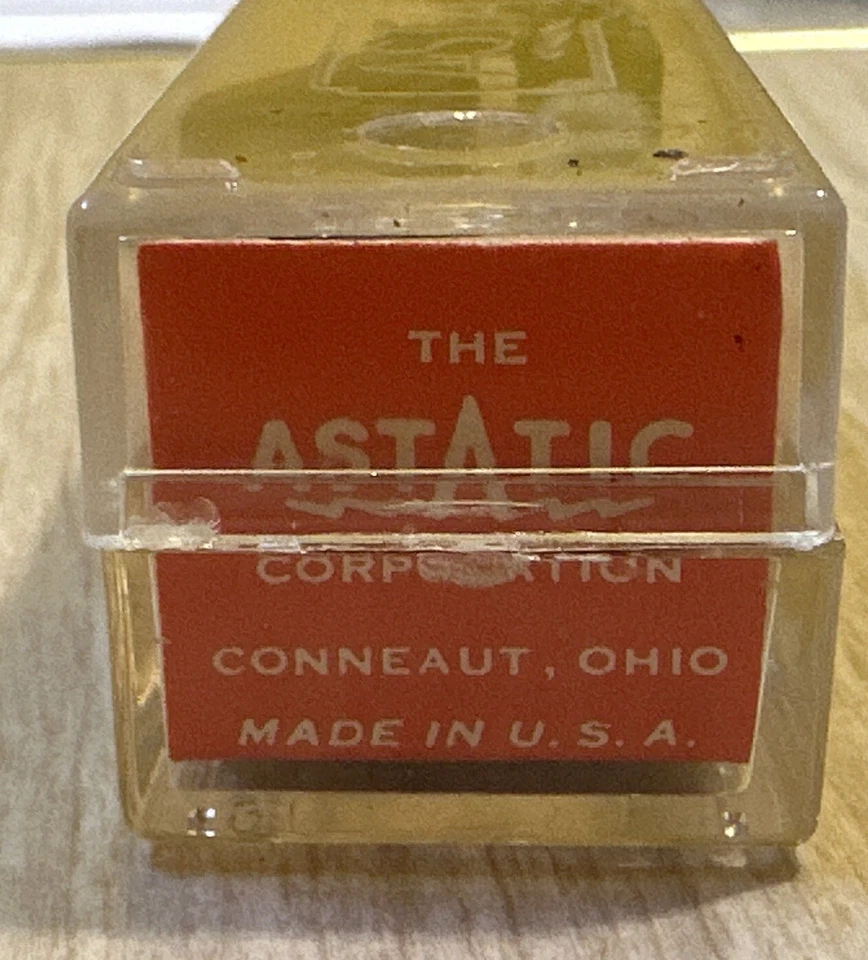 THE
ASTATIC
CORPORATION
CONNEAUT, OHIO
MADE IN U.S.A.